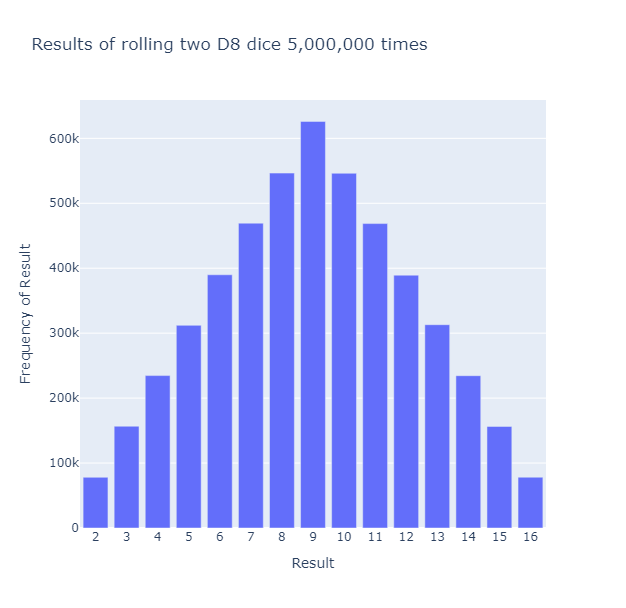 Results of rolling two D8 dice 5,000,000 times
600k
500k
400k
300k
200k
100k
0
Frequency of Result
2 3 4 5 6 7 8 9 10 11 12 13 14 15 16
Result